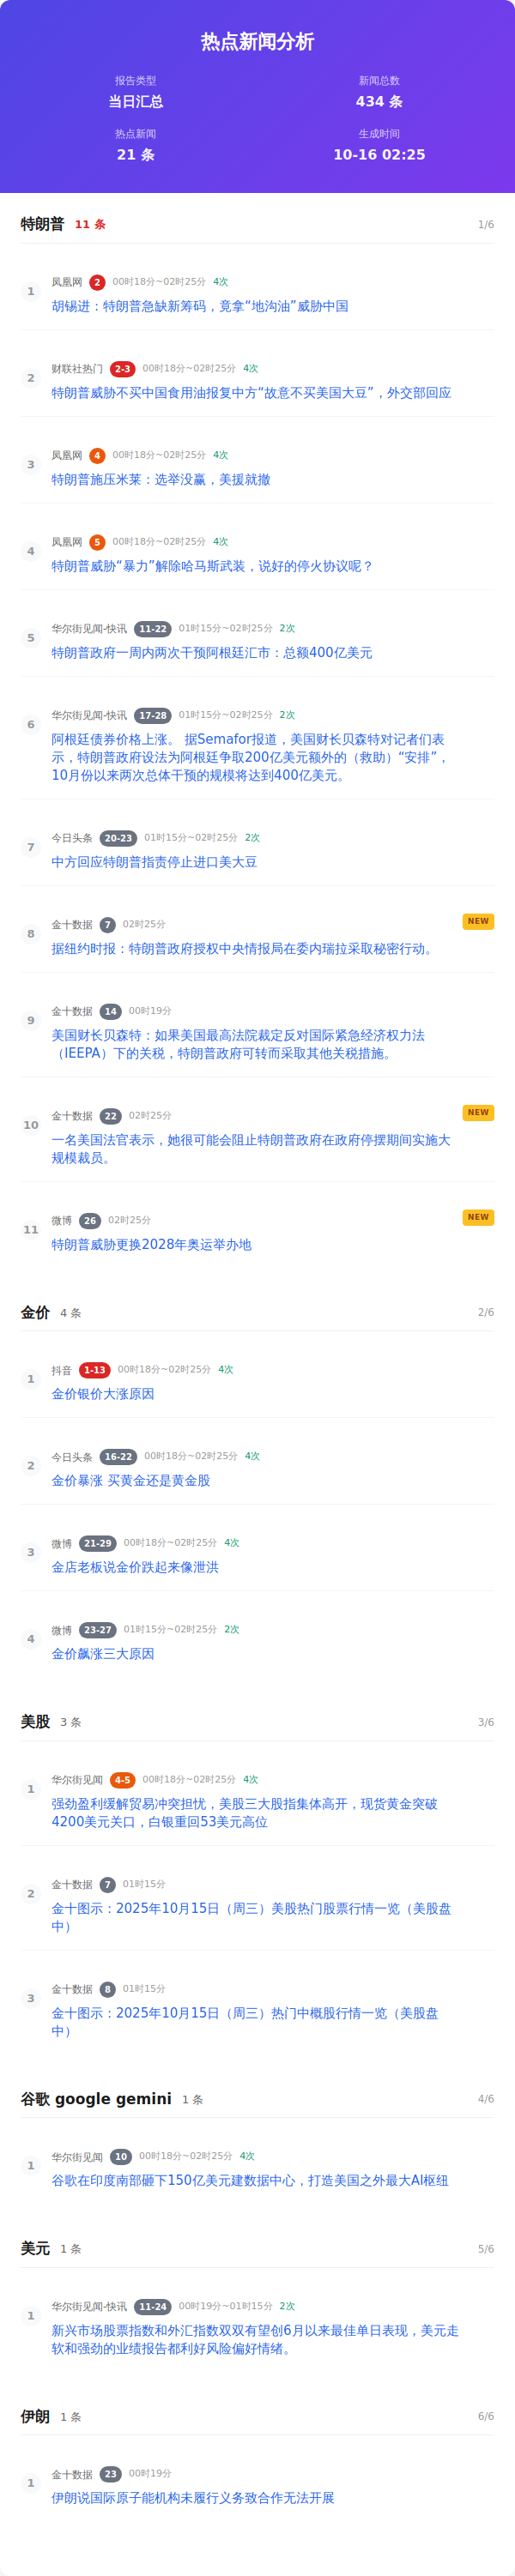 热点新闻分析
报告类型
当日汇总
新闻总数
434 条
热点新闻
21 条
生成时间
10-16 02:25
特朗普 11 条 1/6
1
凤凰网 2 00时18分~02时25分 4次
胡锡进：特朗普急缺新筹码，竟拿“地沟油”威胁中国
2
财联社热门 2-3 00时18分~02时25分 4次
特朗普威胁不买中国食用油报复中方“故意不买美国大豆”，外交部回应
3
凤凰网 4 00时18分~02时25分 4次
特朗普施压米莱：选举没赢，美援就撤
4
凤凰网 5 00时18分~02时25分 4次
特朗普威胁“暴力”解除哈马斯武装，说好的停火协议呢？
5
华尔街见闻-快讯 11-22 01时15分~02时25分 2次
特朗普政府一周内两次干预阿根廷汇市：总额400亿美元
6
华尔街见闻-快讯 17-28 01时15分~02时25分 2次
阿根廷债券价格上涨。 据Semafor报道，美国财长贝森特对记者们表
示，特朗普政府设法为阿根廷争取200亿美元额外的（救助）“安排”，
10月份以来两次总体干预的规模将达到400亿美元。
7
今日头条 20-23 01时15分~02时25分 2次
中方回应特朗普指责停止进口美大豆
8
金十数据 7 02时25分 NEW
据纽约时报：特朗普政府授权中央情报局在委内瑞拉采取秘密行动。
9
金十数据 14 00时19分
美国财长贝森特：如果美国最高法院裁定反对国际紧急经济权力法
（IEEPA）下的关税，特朗普政府可转而采取其他关税措施。
10
金十数据 22 02时25分 NEW
一名美国法官表示，她很可能会阻止特朗普政府在政府停摆期间实施大
规模裁员。
11
微博 26 02时25分 NEW
特朗普威胁更换2028年奥运举办地
金价 4 条 2/6
1
抖音 1-13 00时18分~02时25分 4次
金价银价大涨原因
2
今日头条 16-22 00时18分~02时25分 4次
金价暴涨 买黄金还是黄金股
3
微博 21-29 00时18分~02时25分 4次
金店老板说金价跌起来像泄洪
4
微博 23-27 01时15分~02时25分 2次
金价飙涨三大原因
美股 3 条 3/6
1
华尔街见闻 4-5 00时18分~02时25分 4次
强劲盈利缓解贸易冲突担忧，美股三大股指集体高开，现货黄金突破
4200美元关口，白银重回53美元高位
2
金十数据 7 01时15分
金十图示：2025年10月15日（周三）美股热门股票行情一览（美股盘
中）
3
金十数据 8 01时15分
金十图示：2025年10月15日（周三）热门中概股行情一览（美股盘
中）
谷歌 google gemini 1 条 4/6
1
华尔街见闻 10 00时18分~02时25分 4次
谷歌在印度南部砸下150亿美元建数据中心，打造美国之外最大AI枢纽
美元 1 条 5/6
1
华尔街见闻-快讯 11-24 00时19分~01时15分 2次
新兴市场股票指数和外汇指数双双有望创6月以来最佳单日表现，美元走
软和强劲的业绩报告都利好风险偏好情绪。
伊朗 1 条 6/6
1
金十数据 23 00时19分
伊朗说国际原子能机构未履行义务致合作无法开展